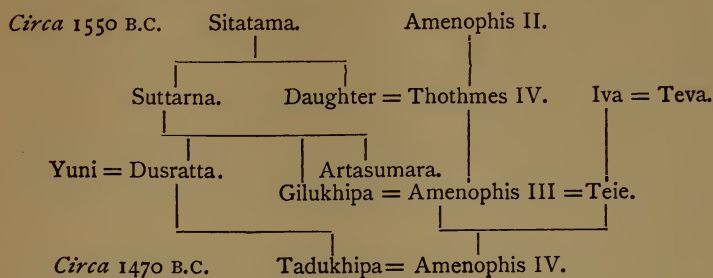 Circa 1550 B.C. Sitatama. Amenophis II.
Suttarna. Daughter = Thothmes IV. Iva = Teva.
Yuni = Dusratta. Artasumara.
Gilukhipa = Amenophis III = Teie.
Circa 1470 B.C. Tadukhipa = Amenophis IV.